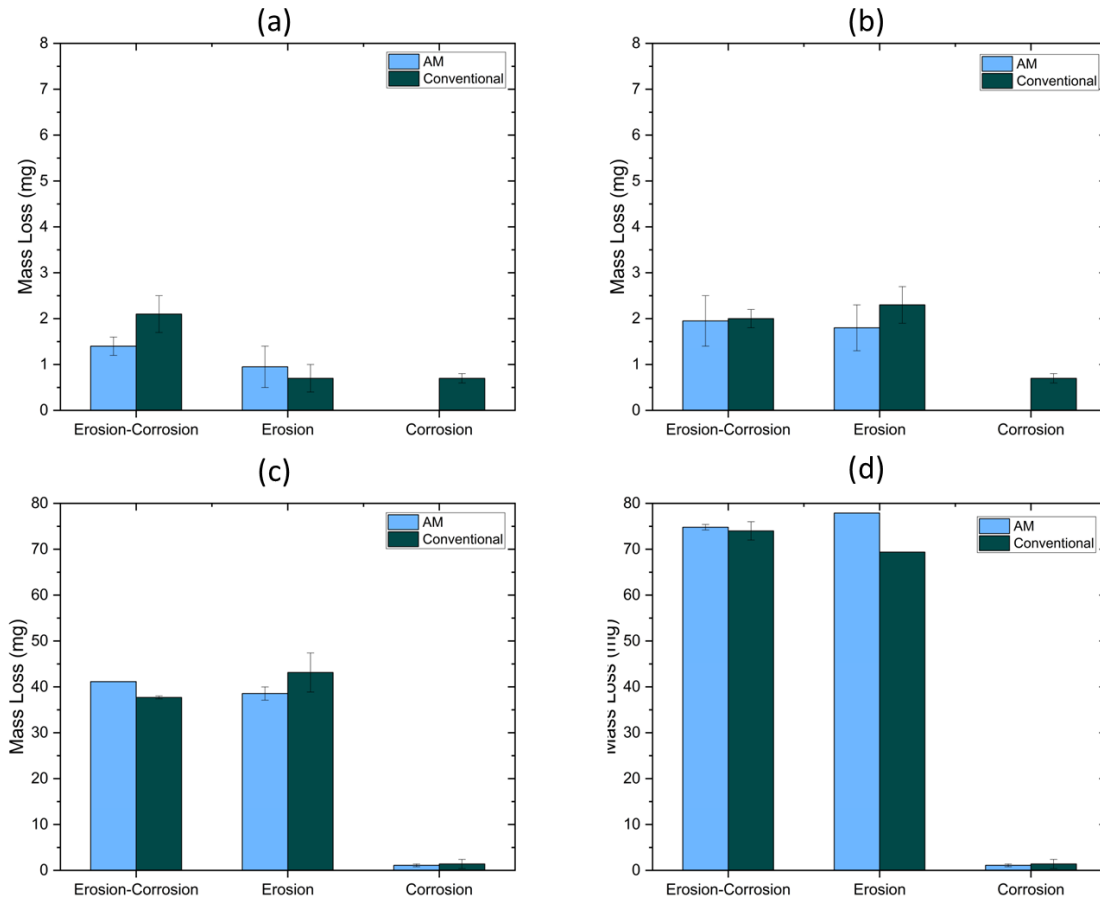 (a)
8
7
6
5
4
3
2
1
0
Mass Loss (mg)
AM
Conventional
Erosion-Corrosion
Erosion
Corrosion
(b)
8
7
6
5
4
3
2
1
0
Mass Loss (mg)
AM
Conventional
Erosion-Corrosion
Erosion
Corrosion
(c)
80
70
60
50
40
30
20
10
0
Mass Loss (mg)
AM
Conventional
Erosion-Corrosion
Erosion
Corrosion
(d)
80
70
60
50
40
30
20
10
0
Mass Loss (mg)
AM
Conventional
Erosion-Corrosion
Erosion
Corrosion